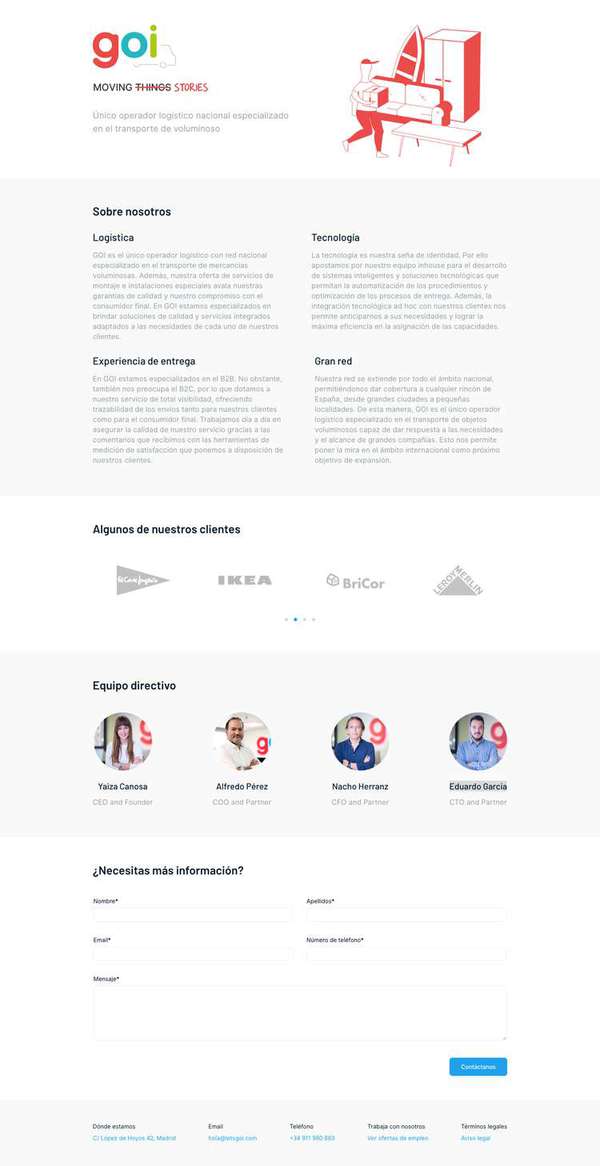 goi
MOVING THINGS STORIES
Único operador logístico nacional especializado
en el transporte de voluminoso
Sobre nosotros
Logística
GOI es el único operador logístico con red nacional
especializado en el transporte de mercancías
voluminosas. Además, nuestra oferta de servicios de
montaje e instalaciones especiales avala nuestras
garantías de calidad y nuestro compromiso con el
consumidor final. En GOI estamos especializados en
brindar soluciones de calidad y servicios integrados
adaptados a las necesidades de cada uno de nuestros
clientes.
Tecnología
La tecnología es nuestra seña de identidad. Por ello
apostamos por nuestro equipo inhouse para el desarrollo
de sistemas inteligentes y soluciones tecnológicas que
permitan la automatización de los procedimientos y
optimización de los procesos de entrega. Además, la
integración tecnológica ad hoc con nuestros clientes nos
permite anticiparnos a sus necesidades y lograr la
máxima eficiencia en la asignación de las capacidades.
Experiencia de entrega
En GOI estamos especializados en el B2B. No obstante,
también nos preocupa el B2C, por lo que dotamos a
nuestro servicio de total visibilidad, ofreciendo
trazabilidad de los envíos tanto para nuestros clientes
como para el consumidor final. Trabajamos día a día en
asegurar la calidad de nuestro servicio gracias a las
comentarios que recibimos con las herramientas de
medición de satisfacción que ponemos a disposición de
nuestros clientes.
Gran red
Nuestra red se extiende por todo el ámbito nacional,
permitiéndonos dar cobertura a cualquier rincón de
España, desde grandes ciudades a pequeñas
localidades. De esta manera, GOI es el único operador
logístico especializado en el transporte de objetos
voluminosos capaz de dar respuesta a las necesidades
y el alcance de grandes compañías. Esto nos permite
poner la mira en el ámbito internacional como próximo
objetivo de expansión.
Algunos de nuestros clientes
El Corte Inglés
IKEA
BriCor
LEROY MERLIN
Equipo directivo
Yaiza Canosa
CEO and Founder
Alfredo Pérez
COO and Partner
Nacho Herranz
CFO and Partner
Eduardo García
CTO and Partner
¿Necesitas más información?
Nombre*
Apellidos*
Email*
Número de teléfono*
Mensaje*
Contáctanos
Dónde estamos
C/ López de Hoyos 42, Madrid
Email
hola@letsgoi.com
Teléfono
Trabaja con nosotros
Ver ofertas de empleo
Términos legales
Aviso legal